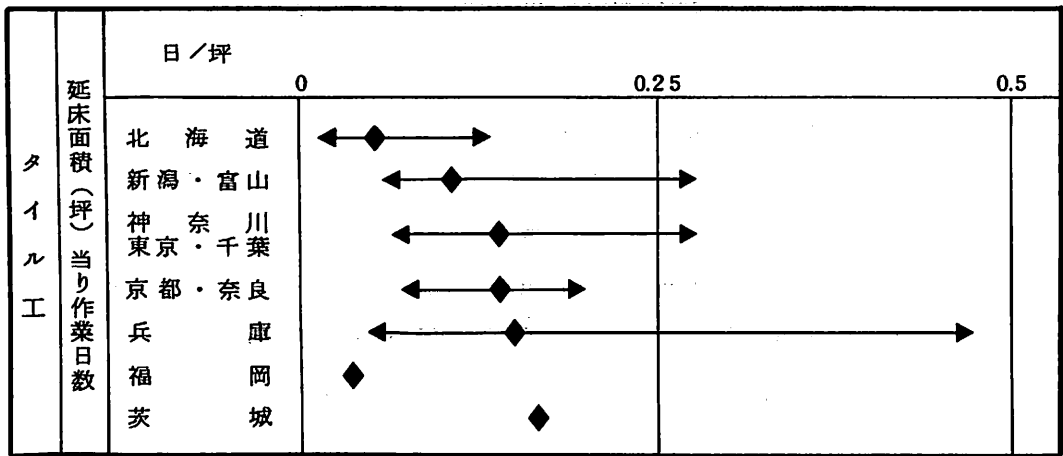 タイル工
延床面積(坪)当り作業日数
日/坪
0 0.25 0.5
北海道
新潟・富山
神奈川
東京・千葉
京都・奈良
兵庫
福岡
茨城